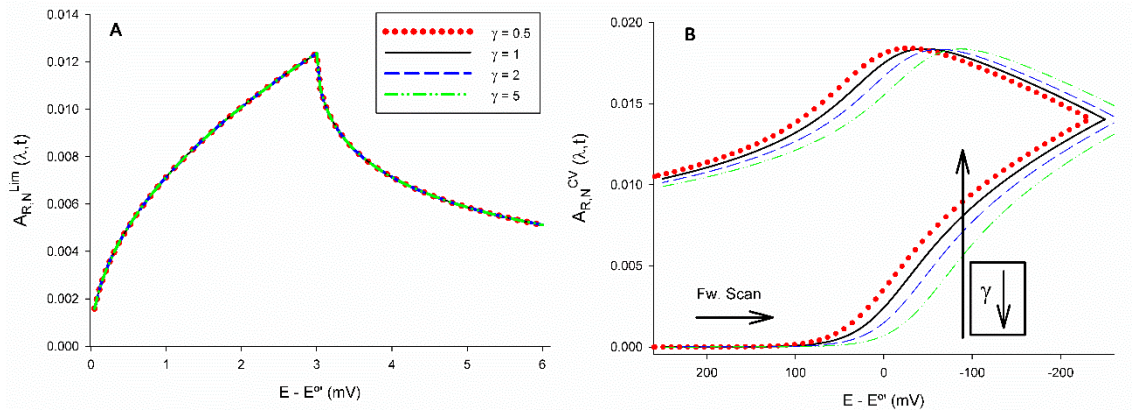 A
γ = 0.5
γ = 1
γ = 2
γ = 5
0.014
0.012
0.010
0.008
0.006
0.004
0.002
0.000
A_{R,N}^{Lim} (λ,t)
0 1 2 3 4 5 6
E - E^{o'} (mV)
B
0.020
0.015
0.010
0.005
0.000
A_{R,N}^{CV} (λ,t)
Fw. Scan
γ
200 100 0 -100 -200
E - E^{o'} (mV)